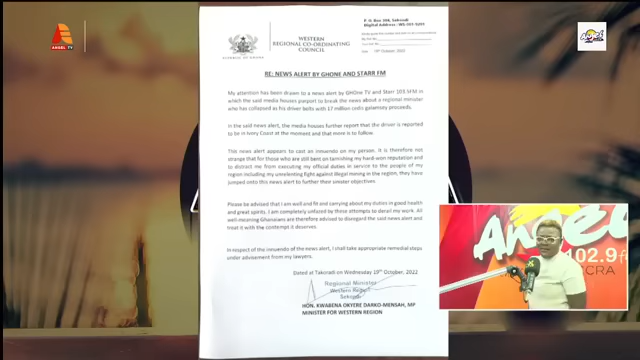 ANGEL TV
WESTERN
REGIONAL CO-ORDINATING
COUNCIL
P. O. Box 304, Sekondi
Digital Address: WS-201-5291
19th October, 2022
RE: NEWS ALERT BY GHONE AND STARR FM
My attention has been drawn to a news alert by GHOne TV and Starr 103.5FM in
which the said media houses purport to break the news about a regional minister
who has collapsed as his driver bolts with 17 million cedis galamsey proceeds.
In the said news alert, the media houses further report that the driver is reported
to be in Ivory Coast at the moment and that more is to follow.
This news alert appears to cast an innuendo on my person. It is therefore not
strange that for those who are still bent on tarnishing my hard-won reputation and
to distract me from executing my official duties in service to the people of my
region including my unrelenting fight against illegal mining in the region, they have
jumped onto this news alert to further their sinister objectives.
Please be advised that I am well and fit and carrying about my duties in good health
and great spirits. I am completely unfazed by these attempts to derail my work. All
well-meaning Ghanaians are therefore advised to disregard the said news alert and
treat it with the contempt it deserves.
In respect of the innuendo of the news alert, I shall take appropriate remedial steps
under advisement from my lawyers.
Dated at Takoradi on Wednesday 19th October, 2022
Regional Minister
Western Region
Sekondi
HON. KWABENA OKYERE DARKO-MENSAH, MP
MINISTER FOR WESTERN REGION
Angel
Angel
102.9